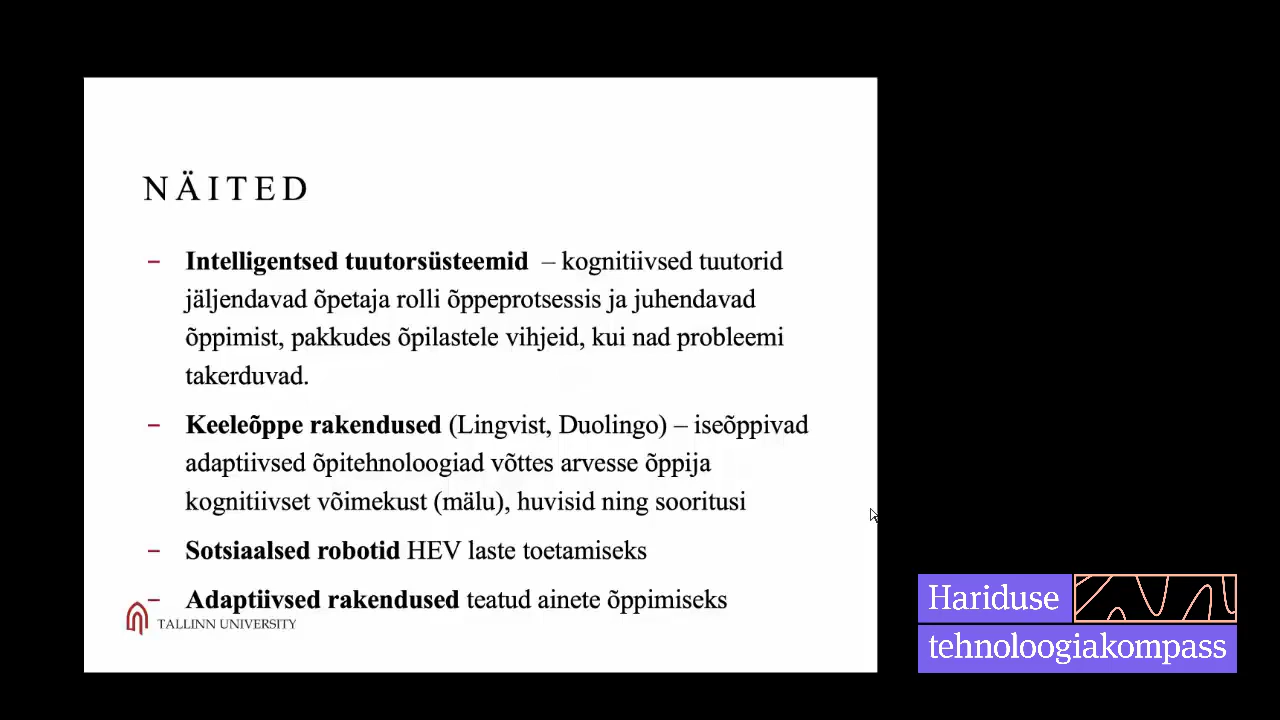 NÄITED
– Intelligentsed tuutorsüsteemid – kognitiivsed tuutorid
jäljendavad õpetaja rolli õppeprotsessis ja juhendavad
õppimist, pakkudes õpilastele vihjeid, kui nad probleemi
takerduvad.
– Keeleõppe rakendused (Lingvist, Duolingo) – iseõppivad
adaptiivsed õpitehnoloogiad võttes arvesse õppija
kognitiivset võimekust (mälu), huvisid ning sooritusi
– Sotsiaalsed robotid HEV laste toetamiseks
– Adaptiivsed rakendused teatud ainete õppimiseks
TALLINN UNIVERSITY
Hariduse
tehnoloogiakompass